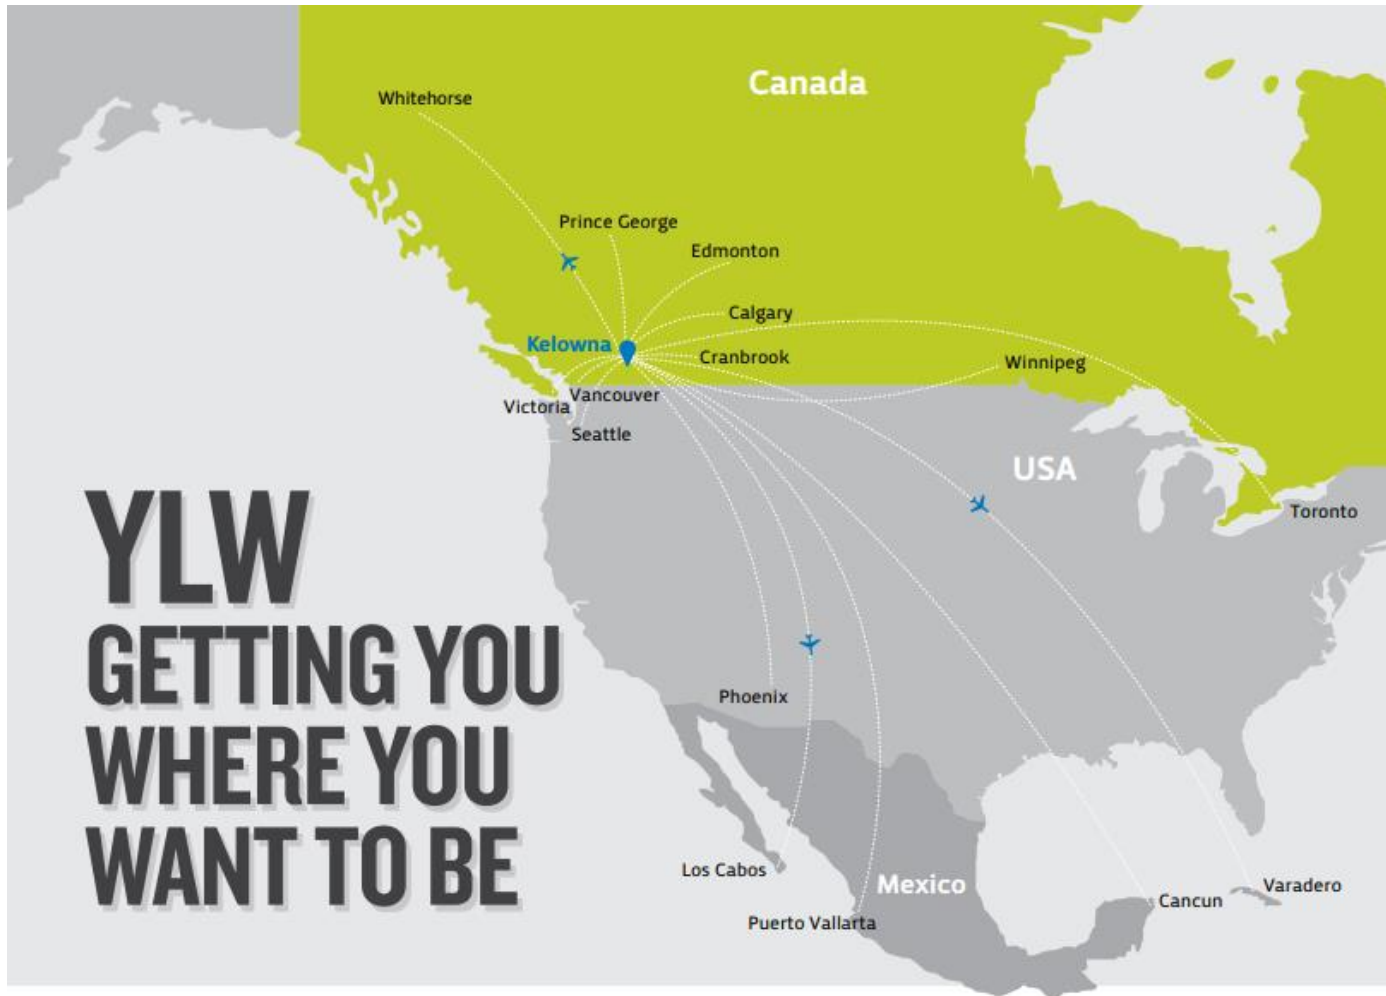 Canada
Whitehorse
Prince George
Edmonton
Calgary
Kelowna
Cranbrook
Winnipeg
Vancouver
Victoria
Seattle
USA
Toronto
YLW
GETTING YOU
WHERE YOU
WANT TO BE
Phoenix
Los Cabos
Mexico
Varadero
Cancun
Puerto Vallarta